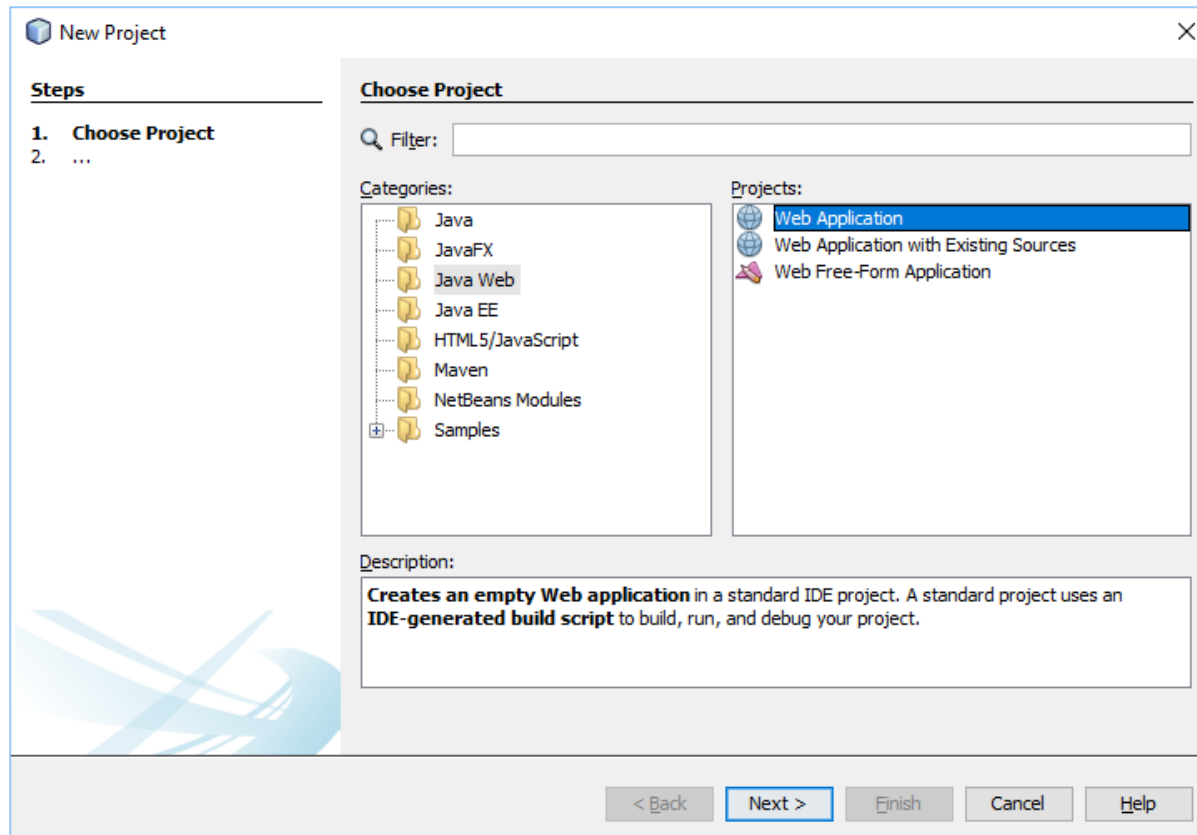 New Project
Steps
1. Choose Project
2. ...
Choose Project
Filter:
Categories:
Java
JavaFX
Java Web
Java EE
HTML5/JavaScript
Maven
NetBeans Modules
Samples
Projects:
Web Application
Web Application with Existing Sources
Web Free-Form Application
Description:
Creates an empty Web application in a standard IDE project. A standard project uses an
IDE-generated build script to build, run, and debug your project.
< Back
Next >
Finish
Cancel
Help